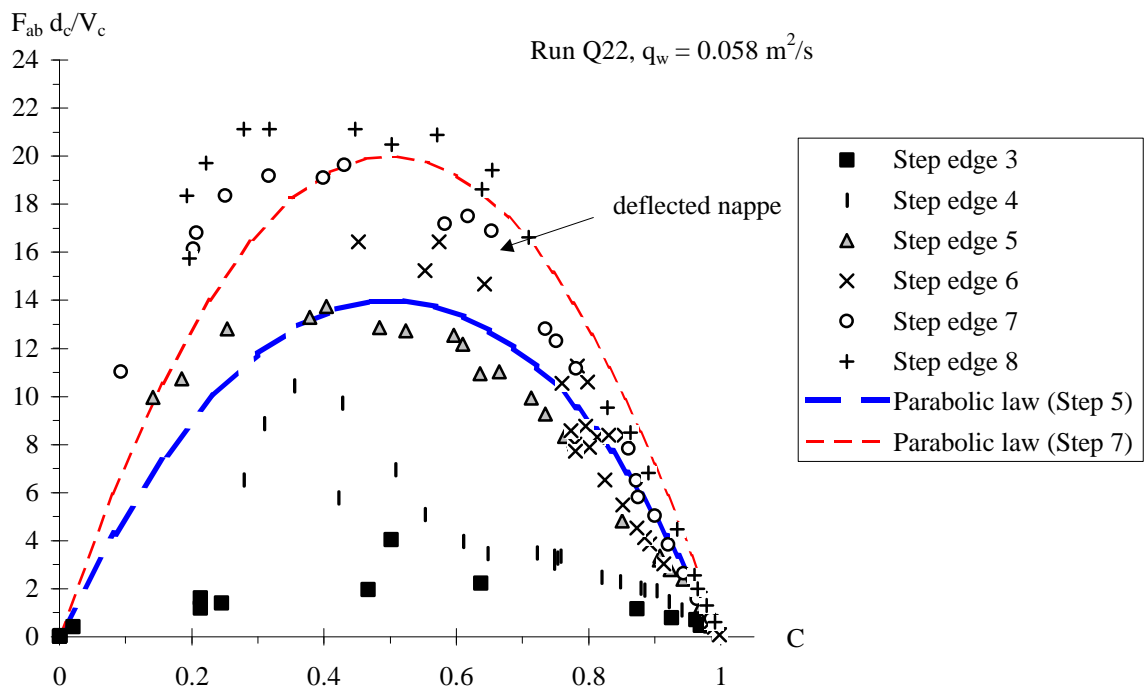 F_ab d_c/V_c
Run Q22, q_w = 0.058 m²/s
24
22
20
18
16
14
12
10
8
6
4
2
0
deflected nappe
Step edge 3
Step edge 4
Step edge 5
Step edge 6
Step edge 7
Step edge 8
Parabolic law (Step 5)
Parabolic law (Step 7)
C
0 0.2 0.4 0.6 0.8 1